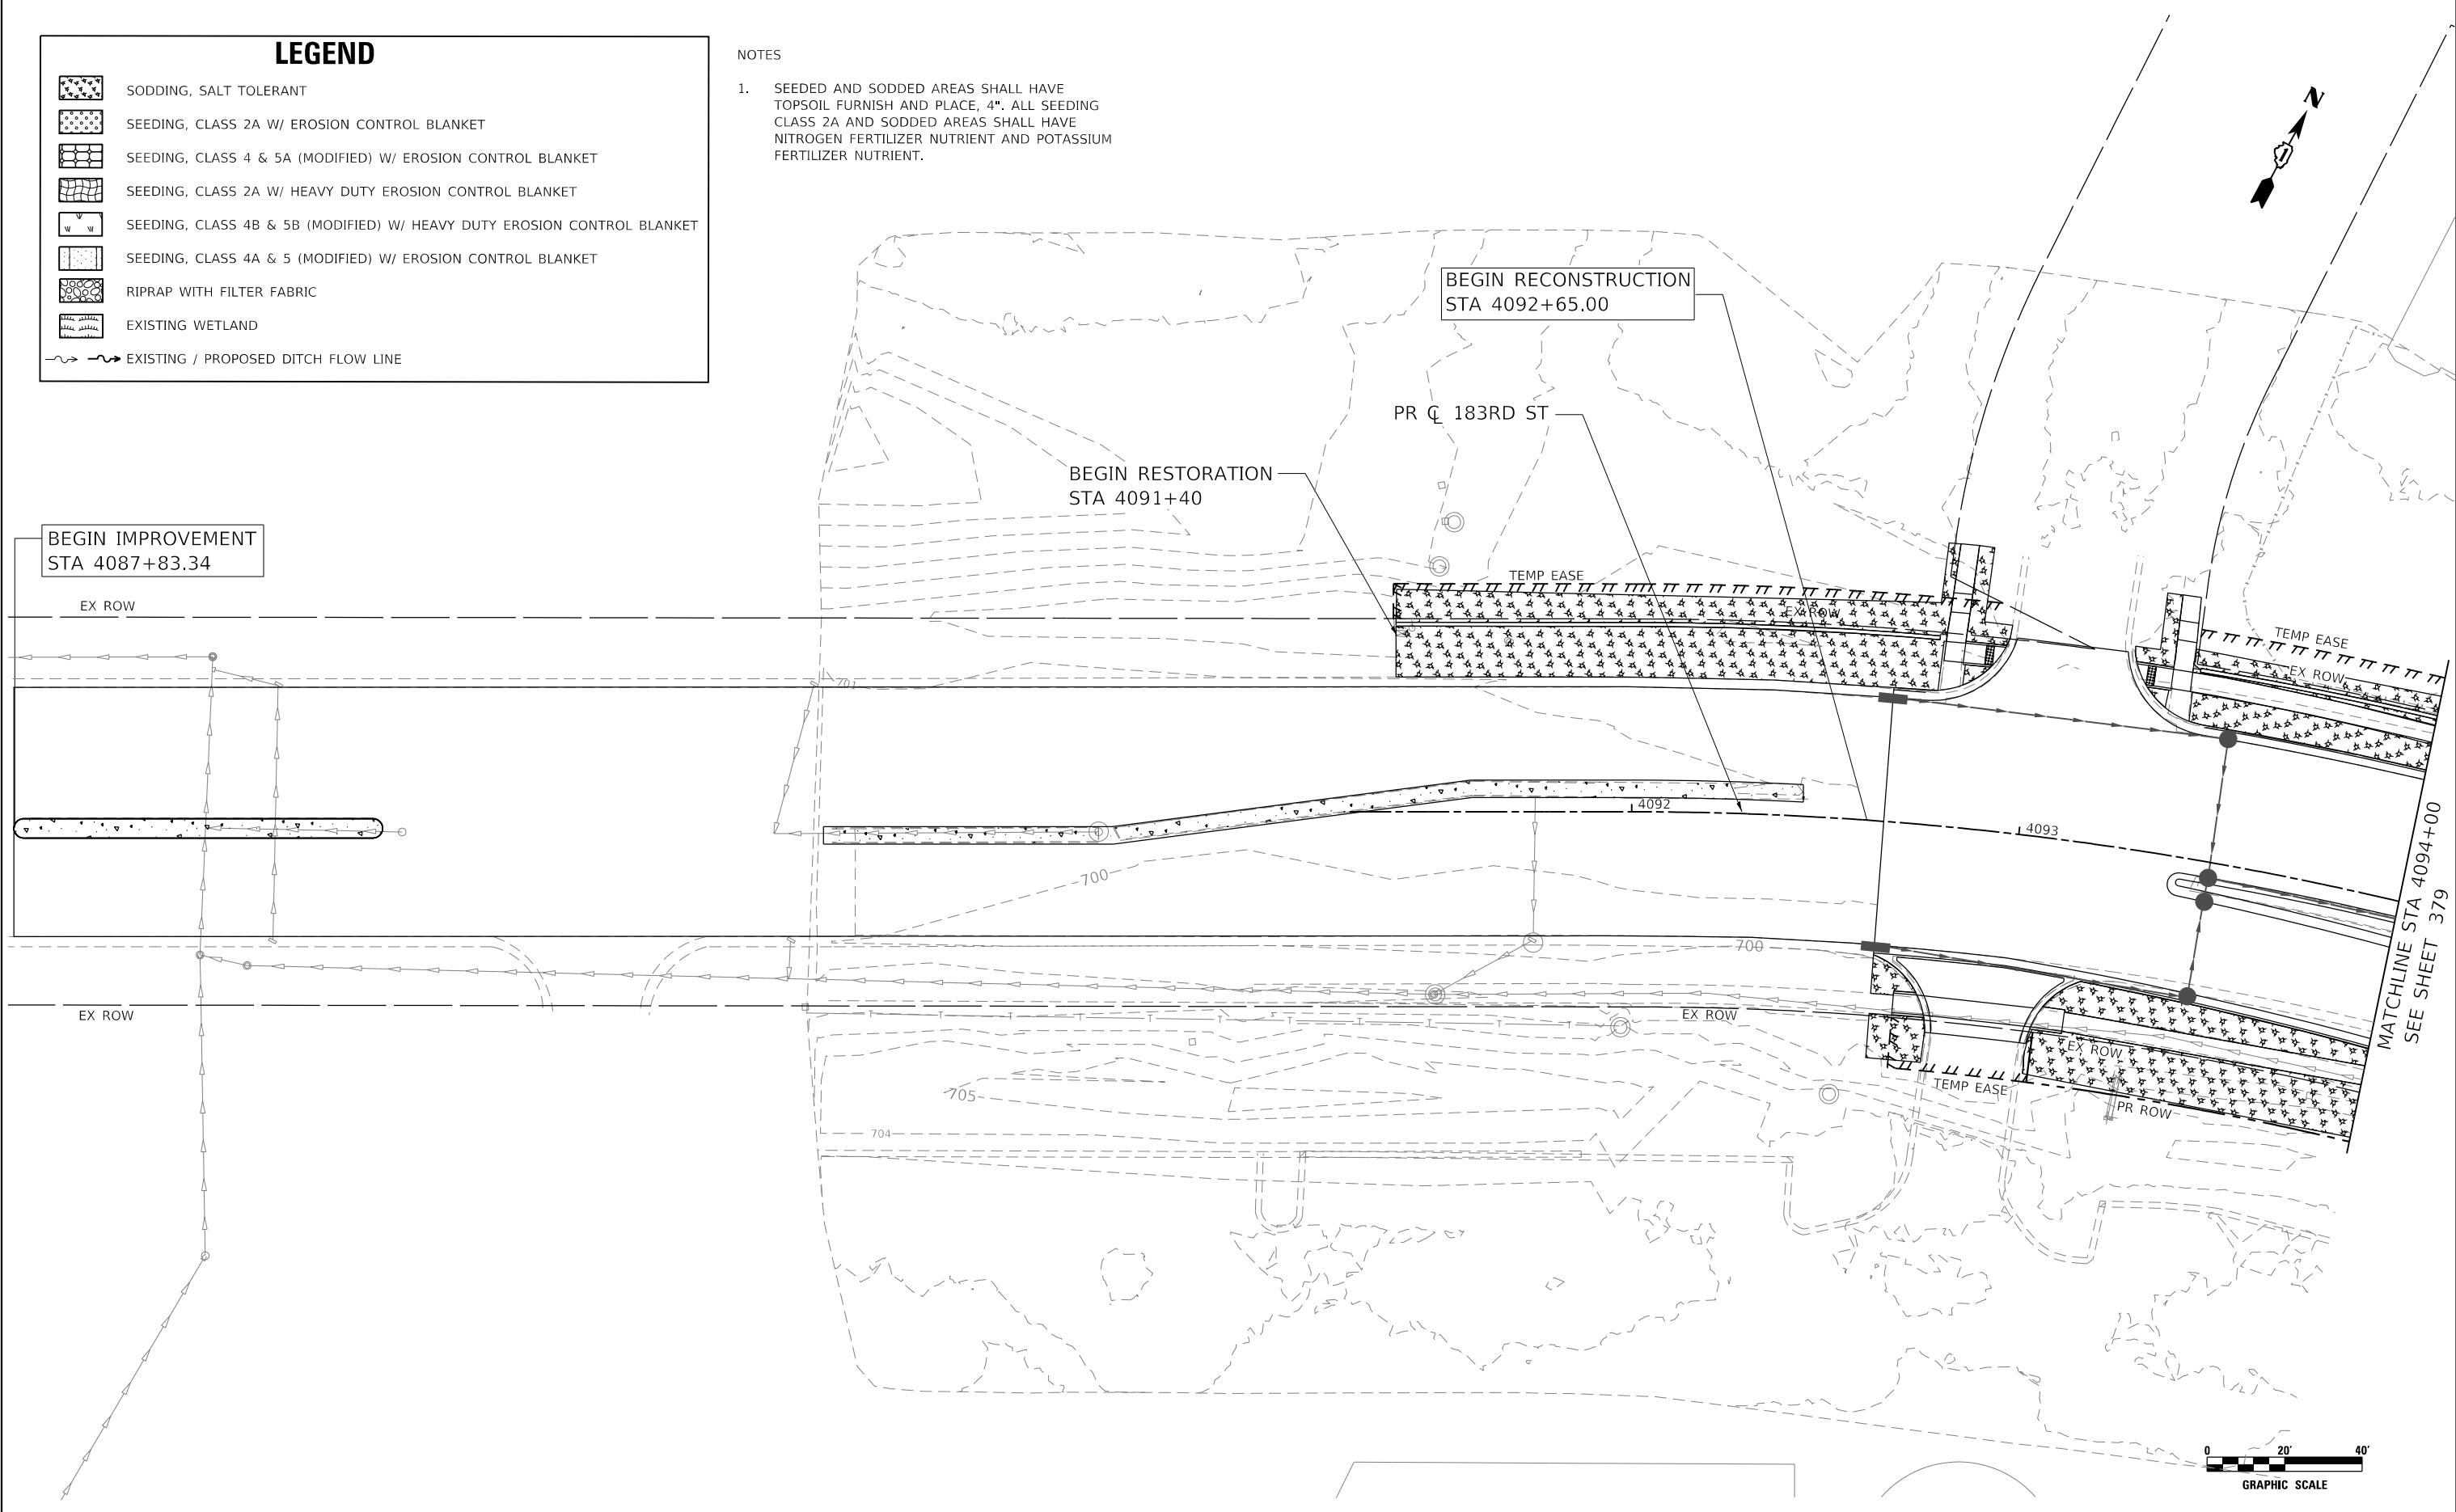 LEGEND
SODDING, SALT TOLERANT
SEEDING, CLASS 2A W/ EROSION CONTROL BLANKET
SEEDING, CLASS 4 & 5A (MODIFIED) W/ EROSION CONTROL BLANKET
SEEDING, CLASS 2A W/ HEAVY DUTY EROSION CONTROL BLANKET
SEEDING, CLASS 4B & 5B (MODIFIED) W/ HEAVY DUTY EROSION CONTROL BLANKET
SEEDING, CLASS 4A & 5 (MODIFIED) W/ EROSION CONTROL BLANKET
RIPRAP WITH FILTER FABRIC
EXISTING WETLAND
EXISTING / PROPOSED DITCH FLOW LINE
NOTES
1. SEEDED AND SODDED AREAS SHALL HAVE
TOPSOIL FURNISH AND PLACE, 4". ALL SEEDING
CLASS 2A AND SODDED AREAS SHALL HAVE
NITROGEN FERTILIZER NUTRIENT AND POTASSIUM
FERTILIZER NUTRIENT.
N
BEGIN RECONSTRUCTION
STA 4092+65.00
PR ℄ 183RD ST
BEGIN RESTORATION
STA 4091+40
BEGIN IMPROVEMENT
STA 4087+83.34
EX ROW
TEMP EASE
EX ROW
TEMP EASE
EX ROW
701
4092
4093
700
700
EX ROW
EX ROW
EX ROW
TEMP EASE
PR ROW
705
704
MATCHLINE STA 4094+00
SEE SHEET 379
0 20' 40'
GRAPHIC SCALE